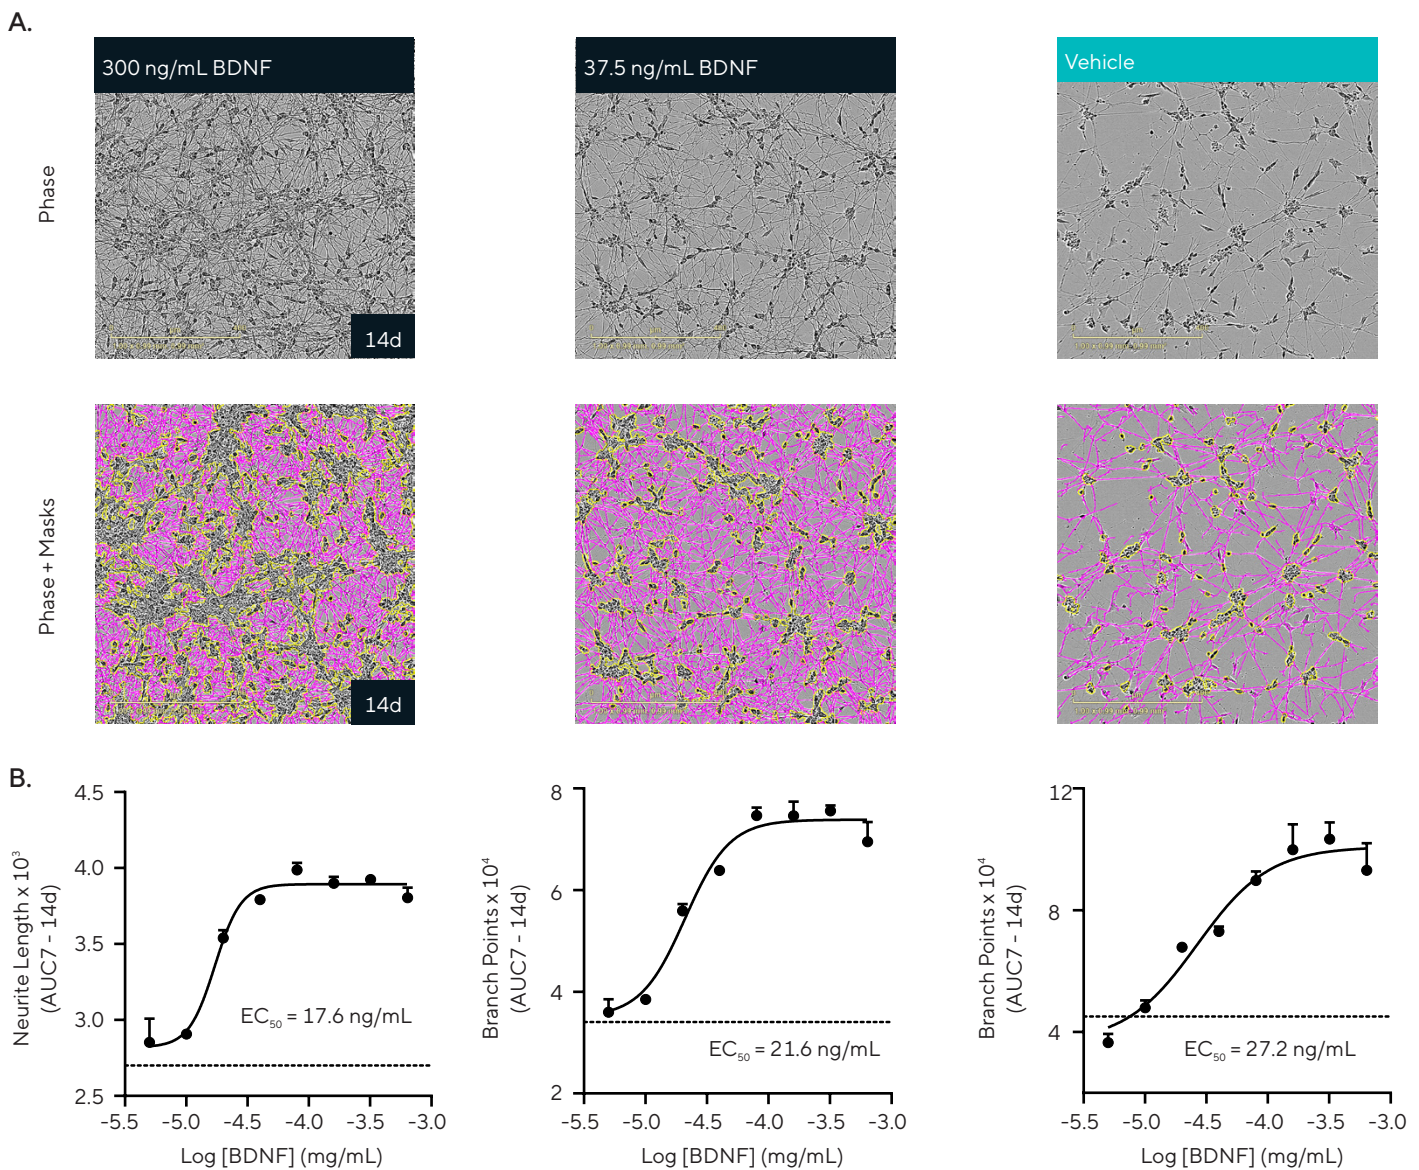 A.
300 ng/mL BDNF
37.5 ng/mL BDNF
Vehicle
Phase
14d
Phase + Masks
14d
B.
Neurite Length x 10³
(AUC7 - 14d)
4.5
4.0
3.5
3.0
2.5
EC₅₀ = 17.6 ng/mL
-5.5 -5.0 -4.5 -4.0 -3.5 -3.0
Log [BDNF] (mg/mL)
Branch Points x 10⁴
(AUC7 - 14d)
8
6
4
2
EC₅₀ = 21.6 ng/mL
-5.5 -5.0 -4.5 -4.0 -3.5 -3.0
Log [BDNF] (mg/mL)
Branch Points x 10⁴
(AUC7 - 14d)
12
8
4
EC₅₀ = 27.2 ng/mL
-5.5 -5.0 -4.5 -4.0 -3.5 -3.0
Log [BDNF] (mg/mL)